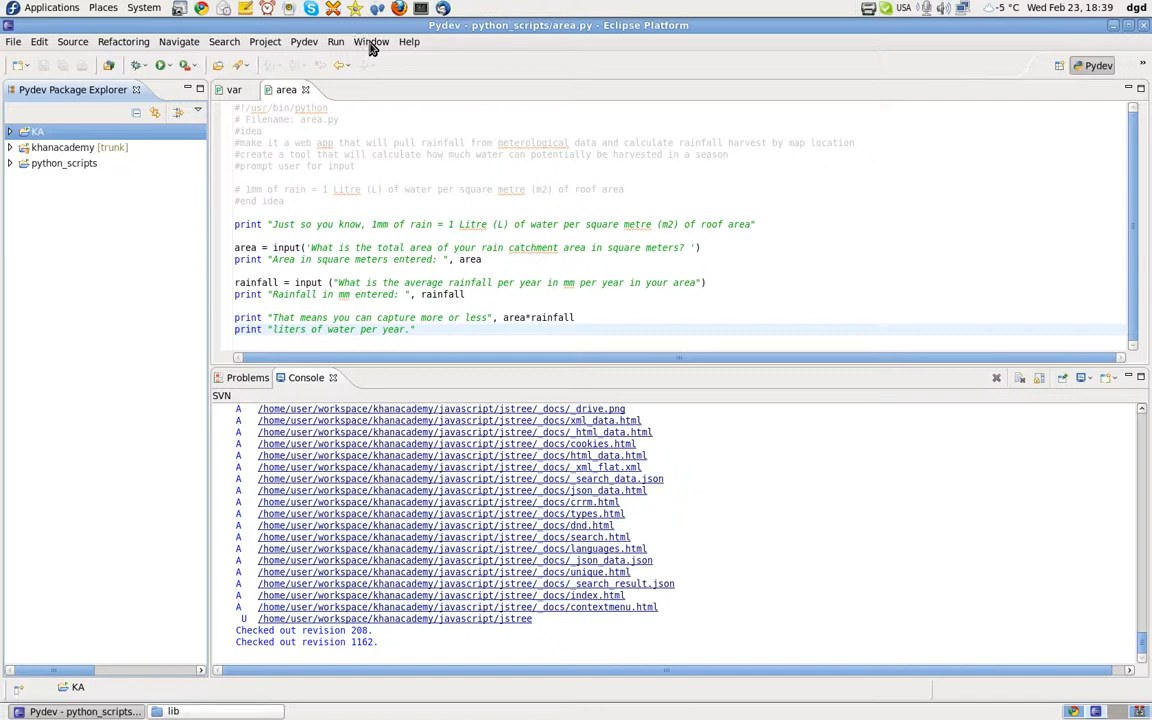 Applications Places System USA -5 °C Wed Feb 23, 18:39 dgd
Pydev - python_scripts/area.py - Eclipse Platform
File Edit Source Refactoring Navigate Search Project Pydev Run Window Help
Pydev
Pydev Package Explorer
var area
KA
khanacademy [trunk]
python_scripts
#!/usr/bin/python
# Filename: area.py
#idea
#make it a web app that will pull rainfall from meterological data and calculate rainfall harvest by map location
#create a tool that will calculate how much water can potentially be harvested in a season
#prompt user for input
# 1mm of rain = 1 Litre (L) of water per square metre (m2) of roof area
#end idea
print "Just so you know, 1mm of rain = 1 Litre (L) of water per square metre (m2) of roof area"
area = input('What is the total area of your rain catchment area in square meters? ')
print "Area in square meters entered: ", area
rainfall = input ("What is the average rainfall per year in mm per year in your area")
print "Rainfall in mm entered: ", rainfall
print "That means you can capture more or less", area*rainfall
print "liters of water per year."
Problems Console
SVN
A /home/user/workspace/khanacademy/javascript/jstree/_docs/_drive.png
A /home/user/workspace/khanacademy/javascript/jstree/_docs/xml_data.html
A /home/user/workspace/khanacademy/javascript/jstree/_docs/_html_data.html
A /home/user/workspace/khanacademy/javascript/jstree/_docs/cookies.html
A /home/user/workspace/khanacademy/javascript/jstree/_docs/html_data.html
A /home/user/workspace/khanacademy/javascript/jstree/_docs/_xml_flat.xml
A /home/user/workspace/khanacademy/javascript/jstree/_docs/_search_data.json
A /home/user/workspace/khanacademy/javascript/jstree/_docs/json_data.html
A /home/user/workspace/khanacademy/javascript/jstree/_docs/crrm.html
A /home/user/workspace/khanacademy/javascript/jstree/_docs/types.html
A /home/user/workspace/khanacademy/javascript/jstree/_docs/dnd.html
A /home/user/workspace/khanacademy/javascript/jstree/_docs/search.html
A /home/user/workspace/khanacademy/javascript/jstree/_docs/languages.html
A /home/user/workspace/khanacademy/javascript/jstree/_docs/_json_data.json
A /home/user/workspace/khanacademy/javascript/jstree/_docs/unique.html
A /home/user/workspace/khanacademy/javascript/jstree/_docs/_search_result.json
A /home/user/workspace/khanacademy/javascript/jstree/_docs/index.html
A /home/user/workspace/khanacademy/javascript/jstree/_docs/contextmenu.html
U /home/user/workspace/khanacademy/javascript/jstree
Checked out revision 208.
Checked out revision 1162.
KA
Pydev - python_scripts... lib